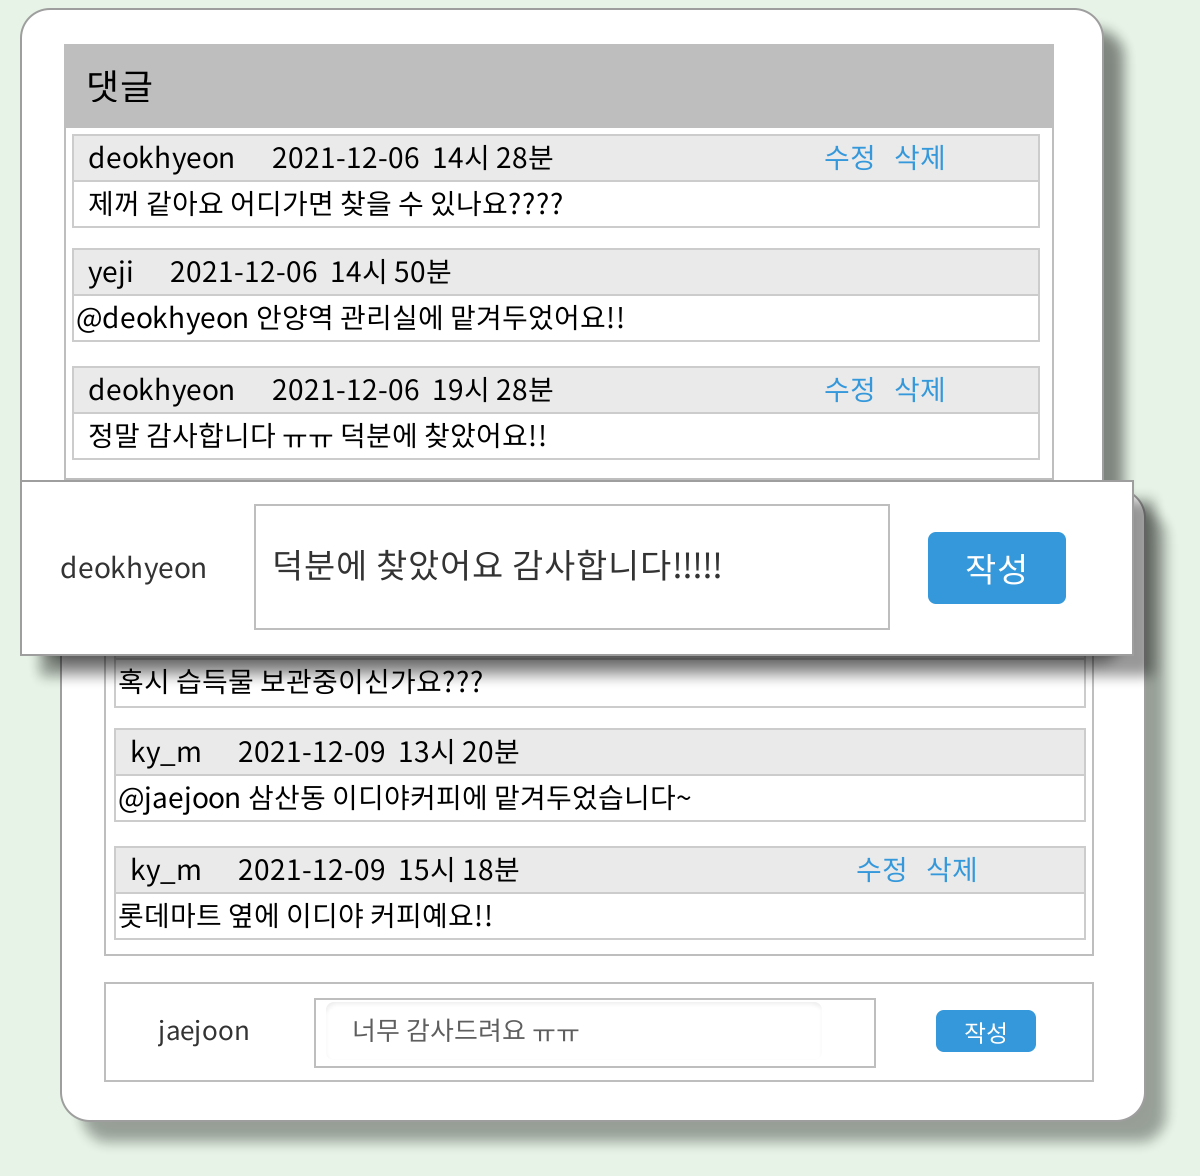 댓글
deokhyeon 2021-12-06 14시 28분 수정 삭제
제꺼 같아요 어디가면 찾을 수 있나요????
yeji 2021-12-06 14시 50분
@deokhyeon 안양역 관리실에 맡겨두었어요!!
deokhyeon 2021-12-06 19시 28분 수정 삭제
정말 감사합니다 ㅠㅠ 덕분에 찾았어요!!
deokhyeon 덕분에 찾았어요 감사합니다!!!!! 작성
혹시 습득물 보관중이신가요???
ky_m 2021-12-09 13시 20분
@jaejoon 삼산동 이디야커피에 맡겨두었습니다~
ky_m 2021-12-09 15시 18분 수정 삭제
롯데마트 옆에 이디야 커피예요!!
jaejoon 너무 감사드려요 ㅠㅠ 작성